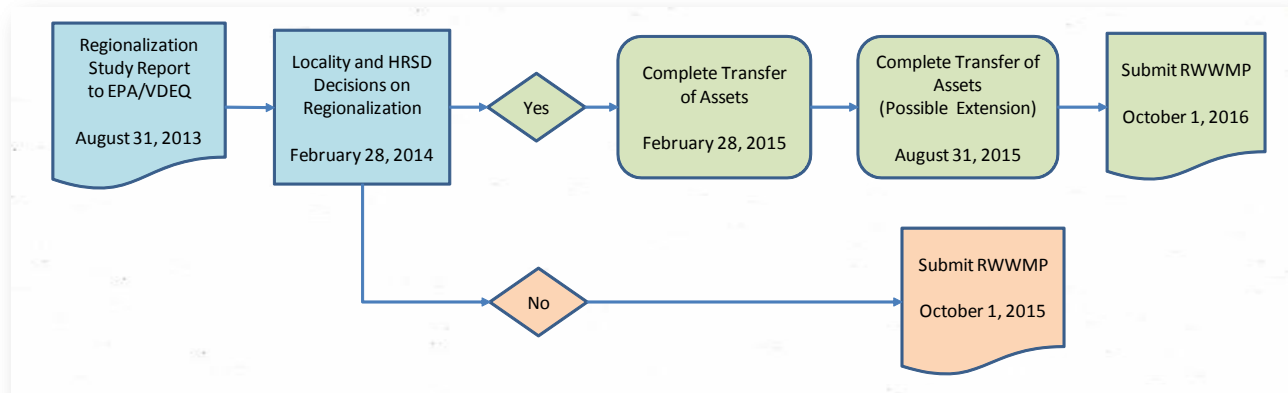 Regionalization
Study Report
to EPA/VDEQ
August 31, 2013
Locality and HRSD
Decisions on
Regionalization
February 28, 2014
Yes
Complete Transfer
of Assets
February 28, 2015
Complete Transfer of
Assets
(Possible Extension)
August 31, 2015
Submit RWWMP
October 1, 2016
No
Submit RWWMP
October 1, 2015